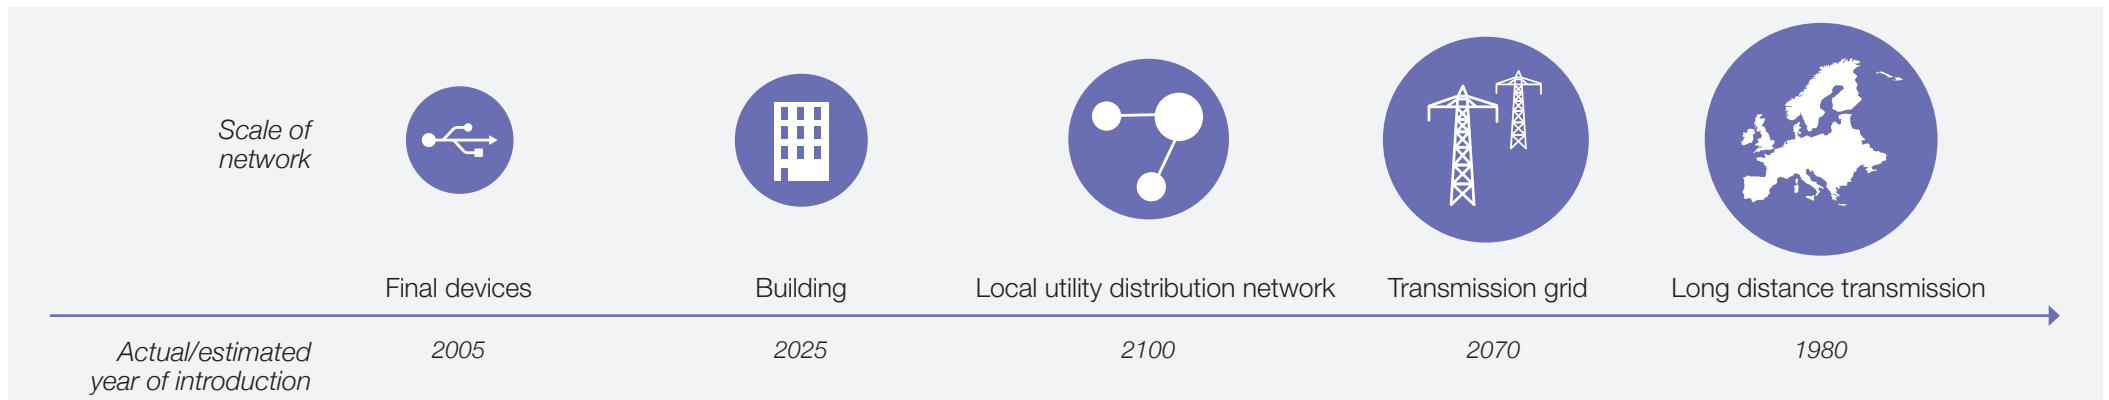 Scale of
network
Final devices
Building
Local utility distribution network
Transmission grid
Long distance transmission
Actual/estimated
year of introduction
2005
2025
2100
2070
1980